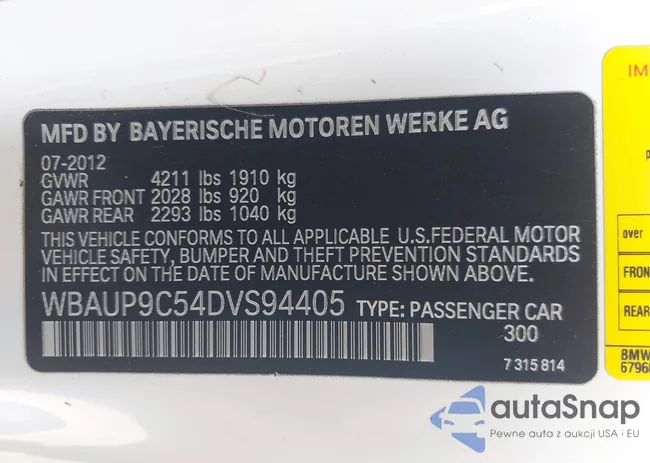 MFD BY BAYERISCHE MOTOREN WERKE AG
07-2012
GVWR 4211 lbs 1910 kg
GAWR FRONT 2028 lbs 920 kg
GAWR REAR 2293 lbs 1040 kg
THIS VEHICLE CONFORMS TO ALL APPLICABLE U.S.FEDERAL MOTOR
VEHICLE SAFETY, BUMPER AND THEFT PREVENTION STANDARDS
IN EFFECT ON THE DATE OF MANUFACTURE SHOWN ABOVE.
WBAUP9C54DVS94405 TYPE: PASSENGER CAR
300
7 315 814
IM
over
FRON
REAR
BMW
6796
autaSnap
Pewne auta z aukcji USA i EU